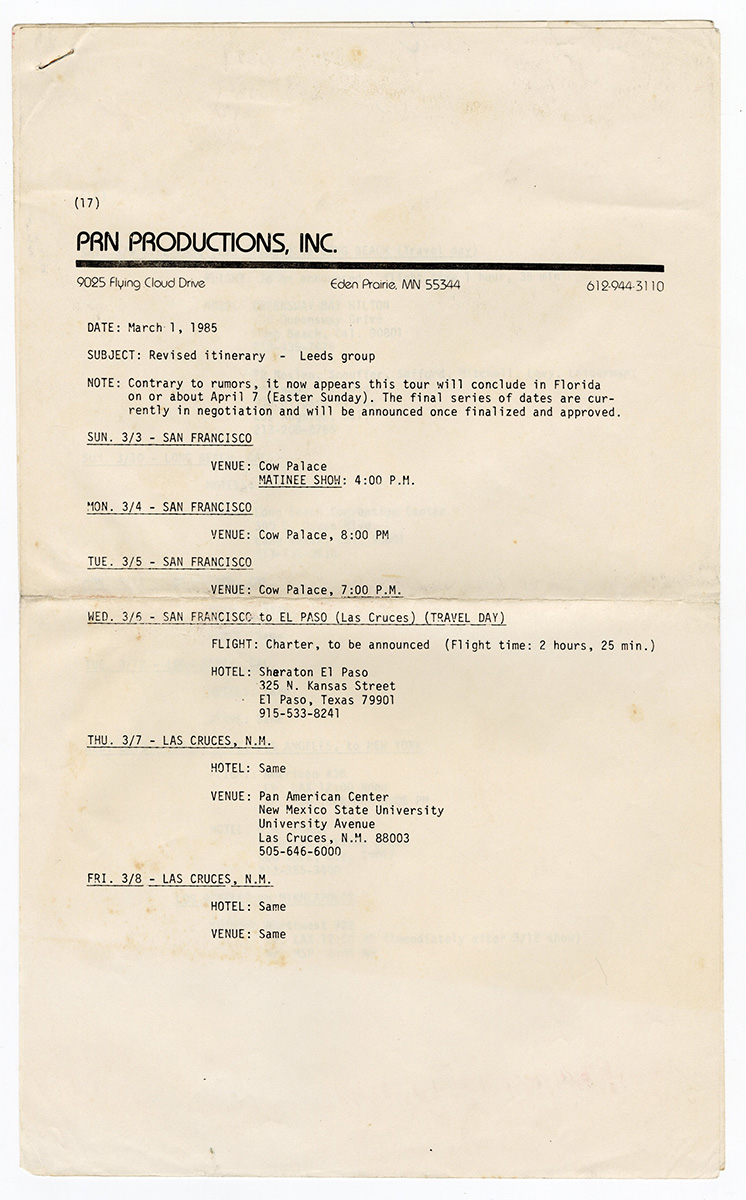 (17)
PRN PRODUCTIONS, INC.
9025 Flying Cloud Drive Eden Prairie, MN 55344 612-944-3110
DATE: March 1, 1985
SUBJECT: Revised itinerary - Leeds group
NOTE: Contrary to rumors, it now appears this tour will conclude in Florida
on or about April 7 (Easter Sunday). The final series of dates are cur-
rently in negotiation and will be announced once finalized and approved.
SUN. 3/3 - SAN FRANCISCO
VENUE: Cow Palace
MATINEE SHOW: 4:00 P.M.
MON. 3/4 - SAN FRANCISCO
VENUE: Cow Palace, 8:00 PM
TUE. 3/5 - SAN FRANCISCO
VENUE: Cow Palace, 7:00 P.M.
WED. 3/6 - SAN FRANCISCO to EL PASO (Las Cruces) (TRAVEL DAY)
FLIGHT: Charter, to be announced (Flight time: 2 hours, 25 min.)
HOTEL: Sheraton El Paso
325 N. Kansas Street
El Paso, Texas 79901
915-533-8241
THU. 3/7 - LAS CRUCES, N.M.
HOTEL: Same
VENUE: Pan American Center
New Mexico State University
University Avenue
Las Cruces, N.M. 88003
505-646-6000
FRI. 3/8 - LAS CRUCES, N.M.
HOTEL: Same
VENUE: Same